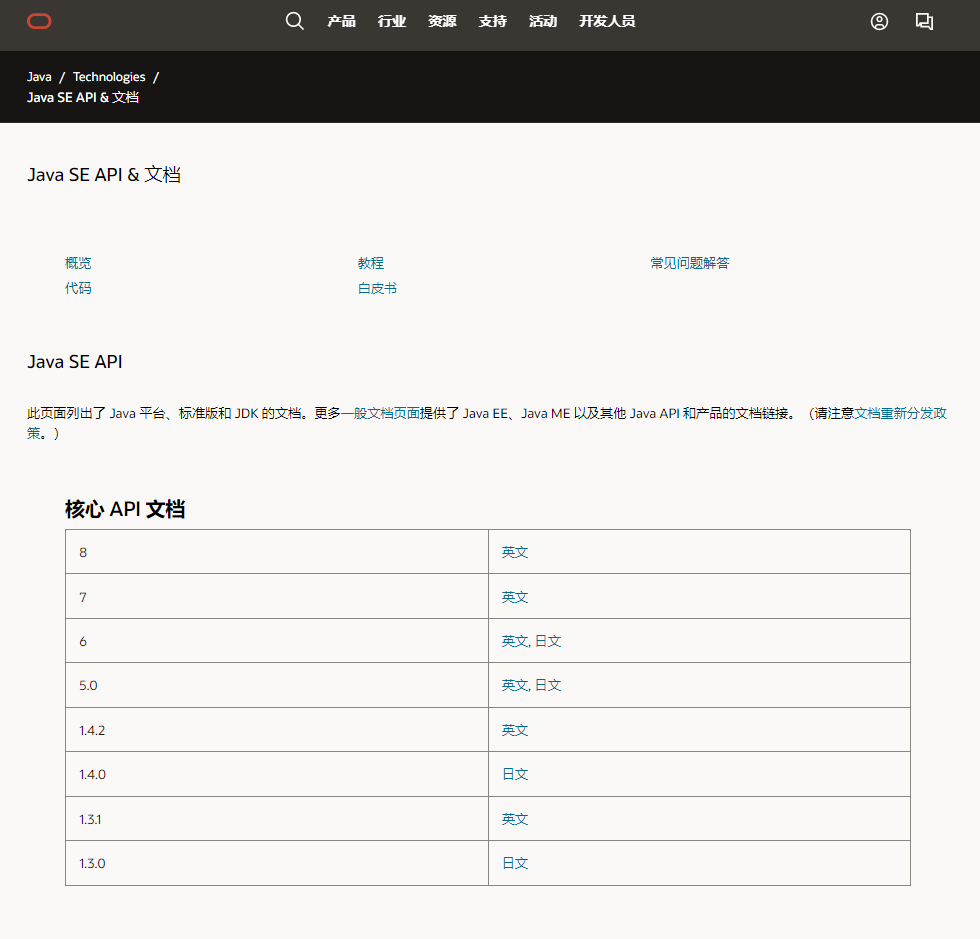 产品 行业 资源 支持 活动 开发人员
Java / Technologies /
Java SE API & 文档
Java SE API & 文档
概览 教程 常见问题解答
代码 白皮书
Java SE API
此页面列出了 Java 平台、标准版和 JDK 的文档。更多一般文档页面提供了 Java EE、Java ME 以及其他 Java API 和产品的文档链接。（请注意文档重新分发政
策。）
核心 API 文档
8 英文
7 英文
6 英文, 日文
5.0 英文, 日文
1.4.2 英文
1.4.0 日文
1.3.1 英文
1.3.0 日文